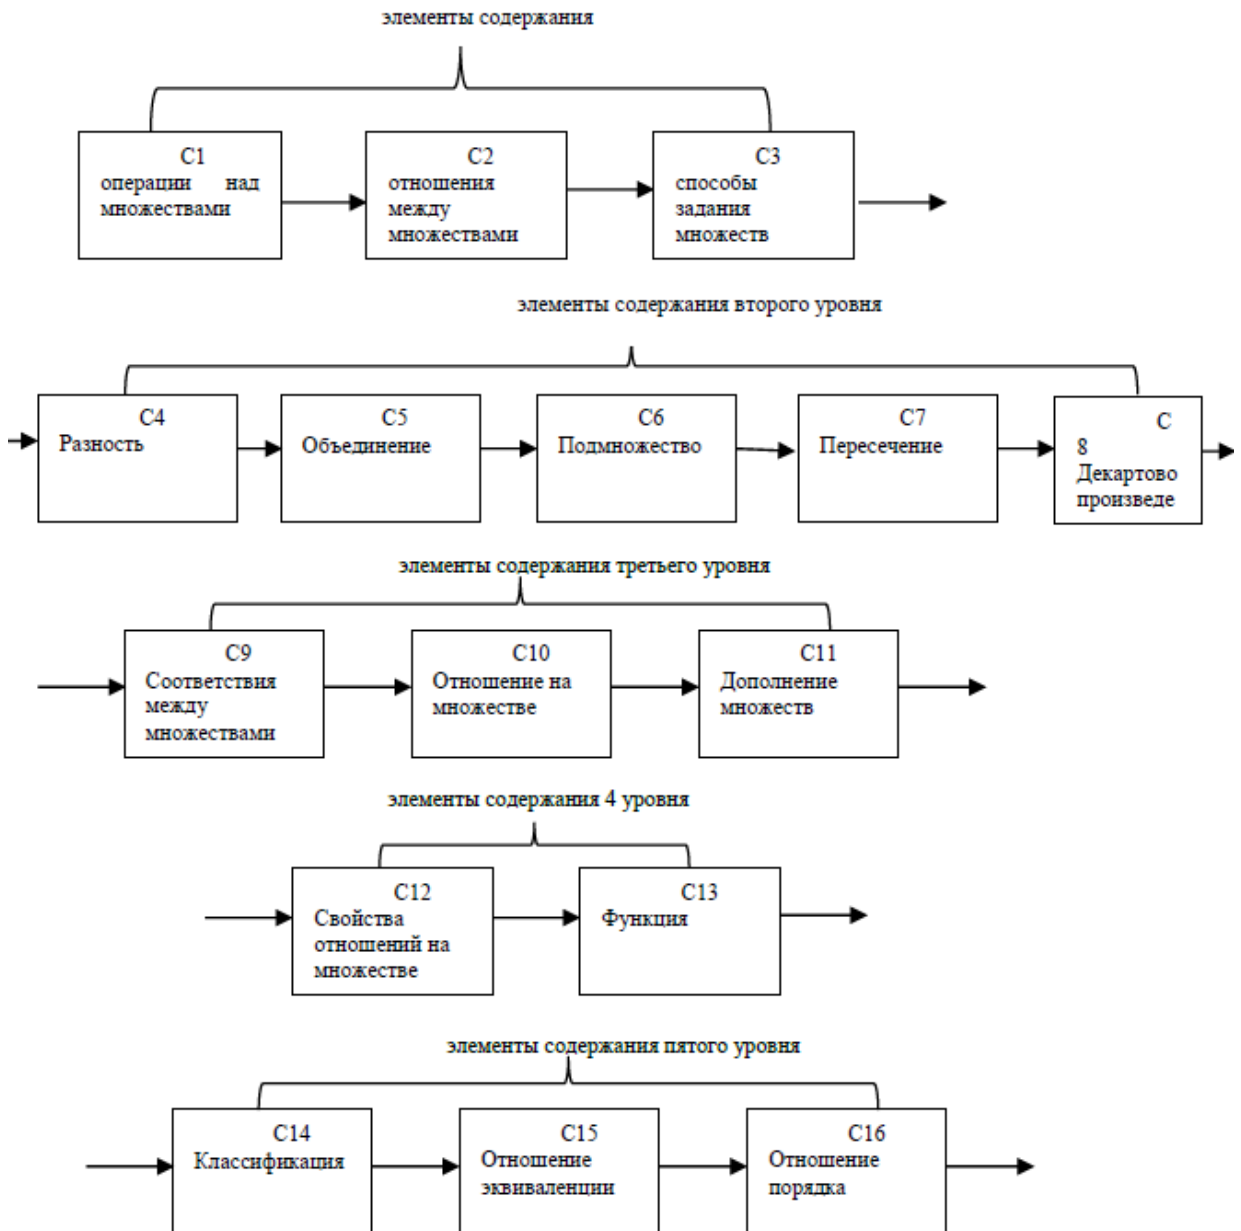 элементы содержания
С1
операции над
множествами
С2
отношения
между
множествами
С3
способы
задания
множеств
элементы содержания второго уровня
С4
Разность
С5
Объединение
С6
Подмножество
С7
Пересечение
С
8
Декартово
произведе
элементы содержания третьего уровня
С9
Соответствия
между
множествами
С10
Отношение на
множестве
С11
Дополнение
множеств
элементы содержания 4 уровня
С12
Свойства
отношений на
множестве
С13
Функция
элементы содержания пятого уровня
С14
Классификация
С15
Отношение
эквиваленции
С16
Отношение
порядка